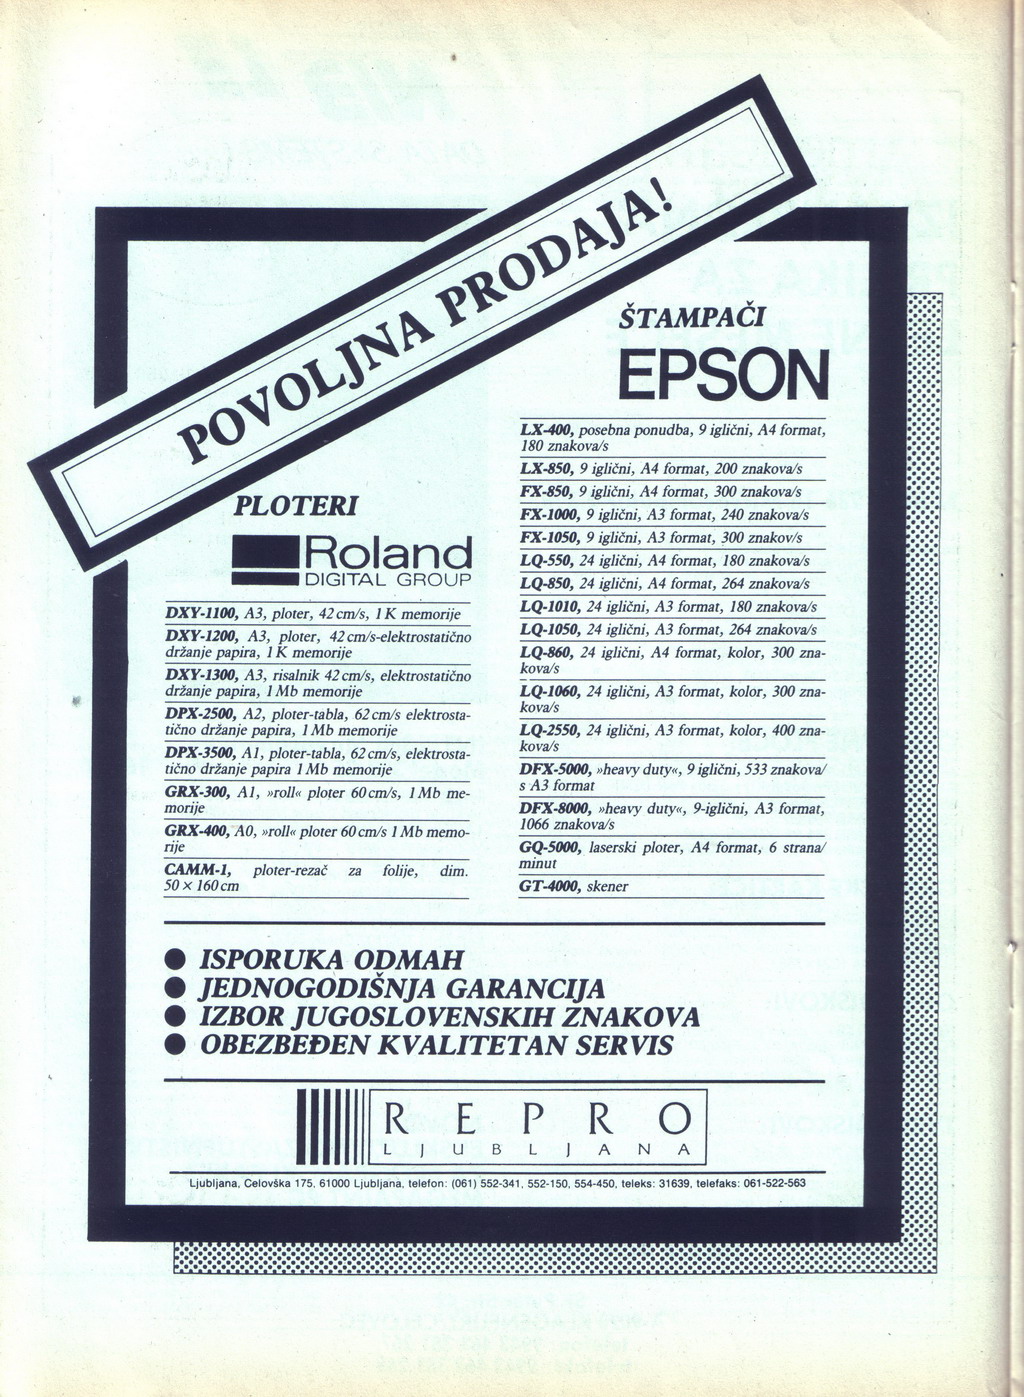 POVOLJNA PRODAJA!
PLOTERI
Roland
DIGITAL GROUP
DXY-1100, A3, ploter, 42 cm/s, 1 K memorije
DXY-1200, A3, ploter, 42 cm/s-elektrostatično
držanje papira, 1 K memorije
DXY-1300, A3, risalnik 42 cm/s, elektrostatično
držanje papira, 1 Mb memorije
DPX-2500, A2, ploter-tabla, 62 cm/s elektrosta-
tično držanje papira, 1 Mb memorije
DPX-3500, A1, ploter-tabla, 62 cm/s, elektrosta-
tično držanje papira 1 Mb memorije
GRX-300, A1, »roll« ploter 60 cm/s, 1 Mb me-
morije
GRX-400, AO, »roll« ploter 60 cm/s 1 Mb memo-
rije
CAMM-1, ploter-rezač za folije, dim.
50 × 160 cm
ŠTAMPAČI
EPSON
LX-400, posebna ponudba, 9 iglični, A4 format,
180 znakova/s
LX-850, 9 iglični, A4 format, 200 znakova/s
FX-850, 9 iglični, A4 format, 300 znakova/s
FX-1000, 9 iglični, A3 format, 240 znakova/s
FX-1050, 9 iglični, A3 format, 300 znakov/s
LQ-550, 24 iglični, A4 format, 180 znakova/s
LQ-850, 24 iglični, A4 format, 264 znakova/s
LQ-1010, 24 iglični, A3 format, 180 znakova/s
LQ-1050, 24 iglični, A3 format, 264 znakova/s
LQ-860, 24 iglični, A4 format, kolor, 300 zna-
kova/s
LQ-1060, 24 iglični, A3 format, kolor, 300 zna-
kova/s
LQ-2550, 24 iglični, A3 format, kolor, 400 zna-
kova/s
DFX-5000, »heavy duty«, 9 iglični, 533 znakova/
s A3 format
DFX-8000, »heavy duty«, 9-iglični, A3 format,
1066 znakova/s
GQ-5000, laserski ploter, A4 format, 6 strana/
minut
GT-4000, skener
● ISPORUKA ODMAH
● JEDNOGODIŠNJA GARANCIJA
● IZBOR JUGOSLOVENSKIH ZNAKOVA
● OBEZBEĐEN KVALITETAN SERVIS
REPRO
LJUBLJANA
Ljubljana, Celovška 175, 61000 Ljubljana, telefon: (061) 552-341, 552-150, 554-450, teleks: 31639, telefaks: 061-522-563